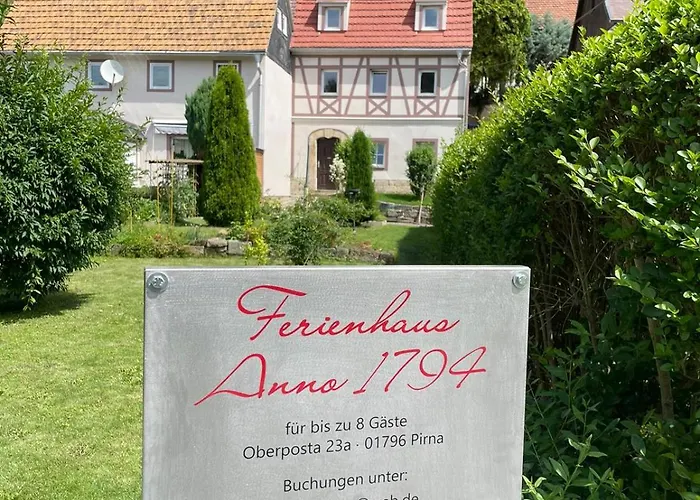 Ferienhaus
Anno 1794
für bis zu 8 Gäste
Oberposta 23a · 01796 Pirna
Buchungen unter: